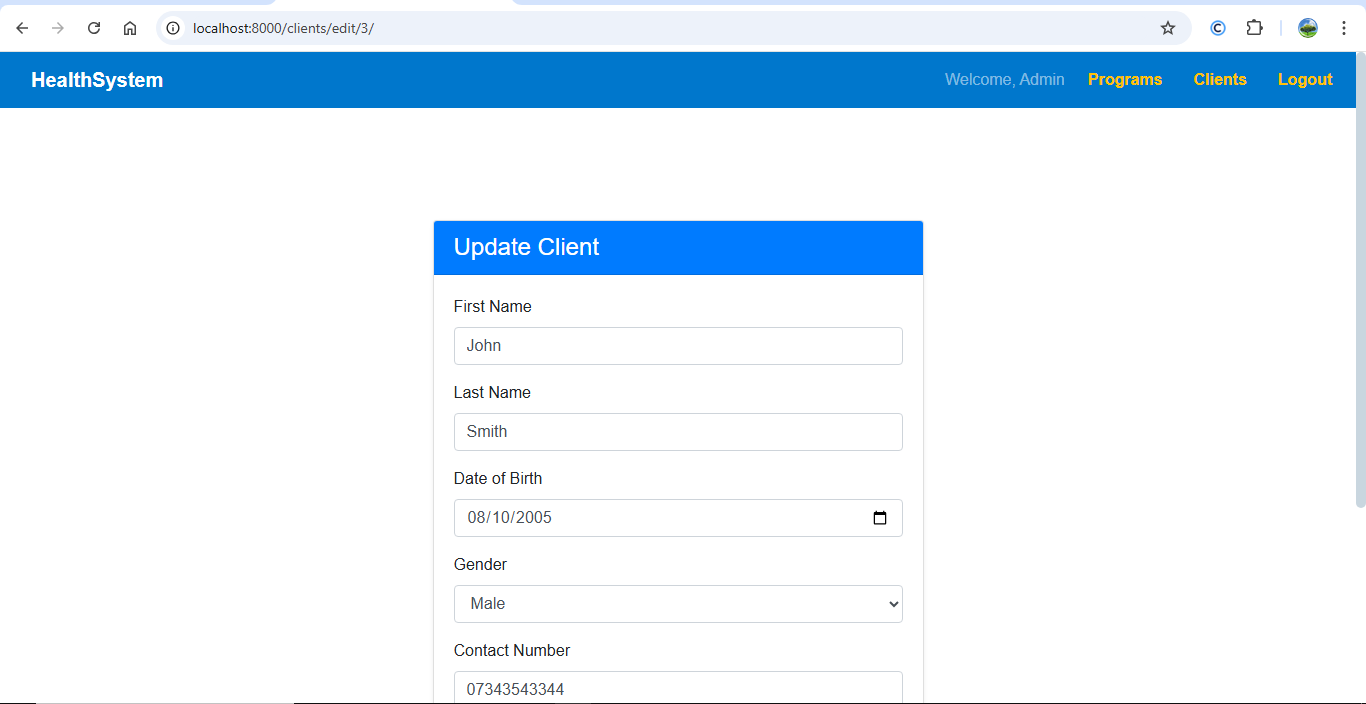 localhost:8000/clients/edit/3/
HealthSystem Welcome, Admin Programs Clients Logout
Update Client
First Name
John
Last Name
Smith
Date of Birth
08/10/2005
Gender
Male
Contact Number
07343543344